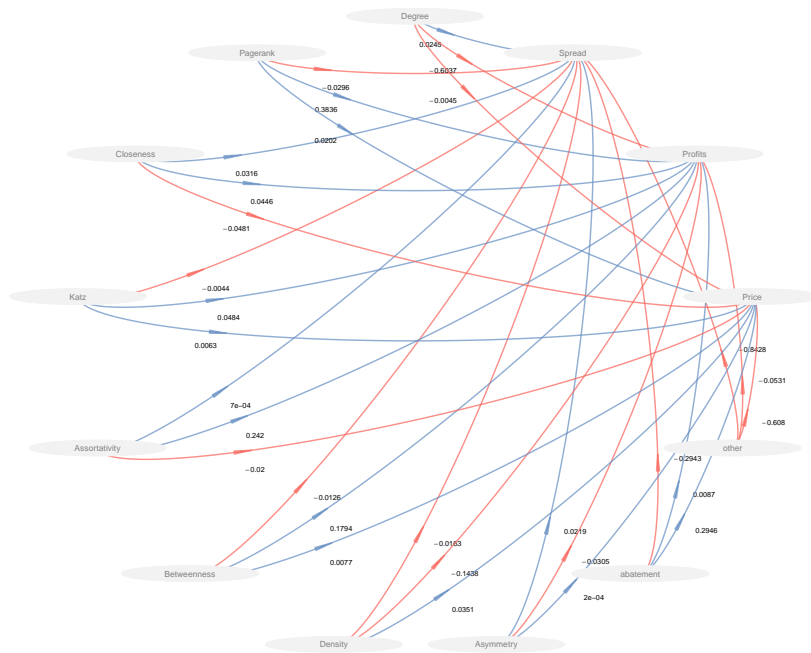 Degree
0.0245
Pagerank
Spread
−0.6037
−0.0296
−0.0045
0.3836
0.0202
Closeness
Profits
0.0316
0.0446
−0.0481
Katz
Price
−0.0044
0.0484
0.0063
−0.8428
−0.0531
7e−04
−0.608
0.242
Assortativity
other
−0.02
−0.2943
−0.0126
0.0087
0.1794
0.0219
0.2946
−0.0163
0.0077
−0.0305
Betweenness
−0.1438
abatement
0.0351
2e−04
Density
Asymmetry